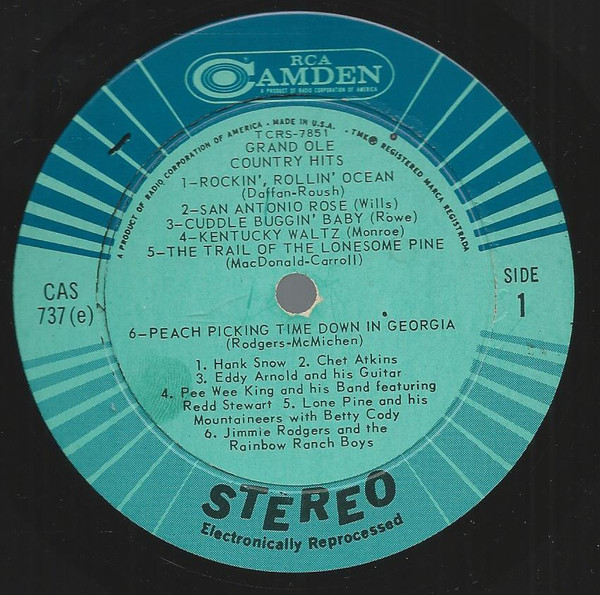 RCA
CAMDEN
A PRODUCT OF RADIO CORPORATION OF AMERICA
A PRODUCT OF RADIO CORPORATION OF AMERICA - MADE IN U.S.A. - TMK® REGISTERED MARCA REGISTRADA
TCRS-7851
GRAND OLE
COUNTRY HITS
1-ROCKIN', ROLLIN' OCEAN
(Daffan-Roush)
2-SAN ANTONIO ROSE (Wills)
3-CUDDLE BUGGIN' BABY (Rowe)
4-KENTUCKY WALTZ (Monroe)
5-THE TRAIL OF THE LONESOME PINE
(MacDonald-Carroll)
CAS
737 (e)
SIDE
1
6-PEACH PICKING TIME DOWN IN GEORGIA
(Rodgers-McMichen)
1. Hank Snow 2. Chet Atkins
3. Eddy Arnold and his Guitar
4. Pee Wee King and his Band featuring
Redd Stewart 5. Lone Pine and his
Mountaineers with Betty Cody
6. Jimmie Rodgers and the
Rainbow Ranch Boys
STEREO
Electronically Reprocessed